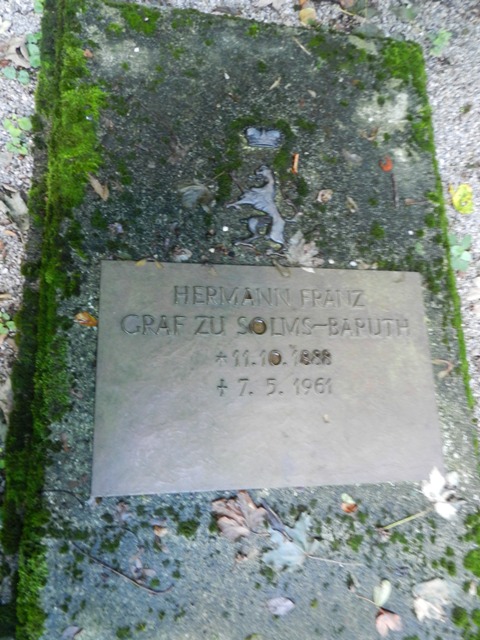 HERMANN FRANZ
GRAF ZU SOLMS-BARUTH
+11.10.1888
+ 7. 5. 1961